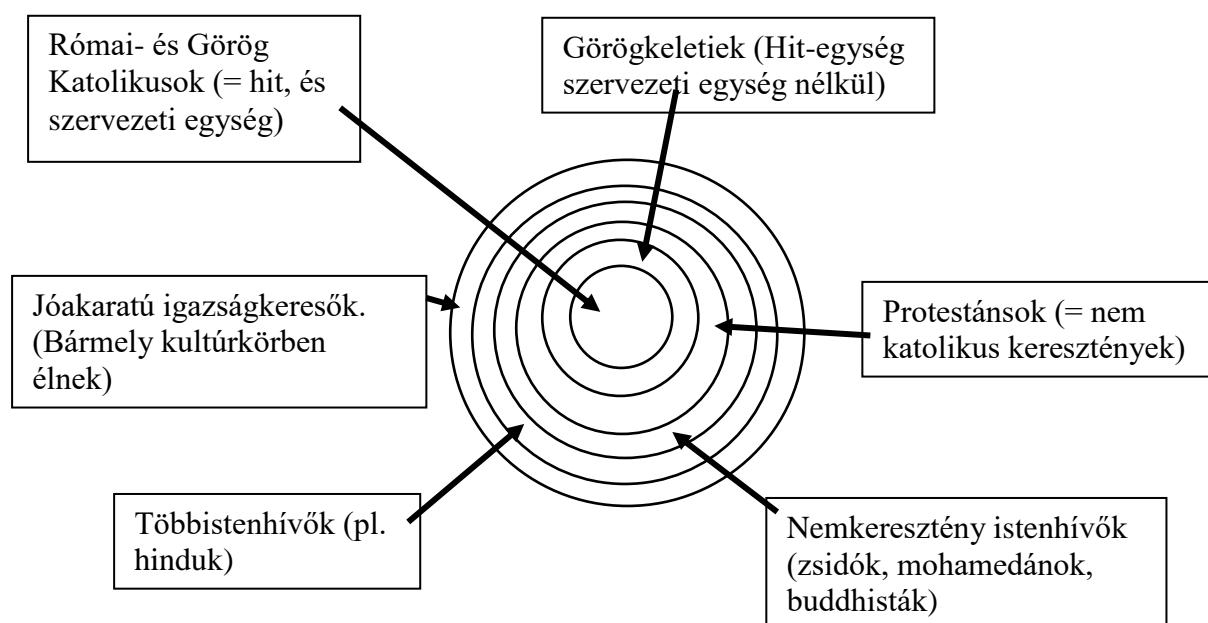 Római- és Görög
Katolikusok (= hit, és
szervezeti egység)
Görögkeletiek (Hit-egység
szervezeti egység nélkül)
Jóakaratú igazságkeresők.
(Bármely kultúrkörben
élnek)
Protestánsok (= nem
katolikus keresztények)
Többistenhívők (pl.
hinduk)
Nemkeresztény istenhívők
(zsidók, mohamedánok,
buddhisták)